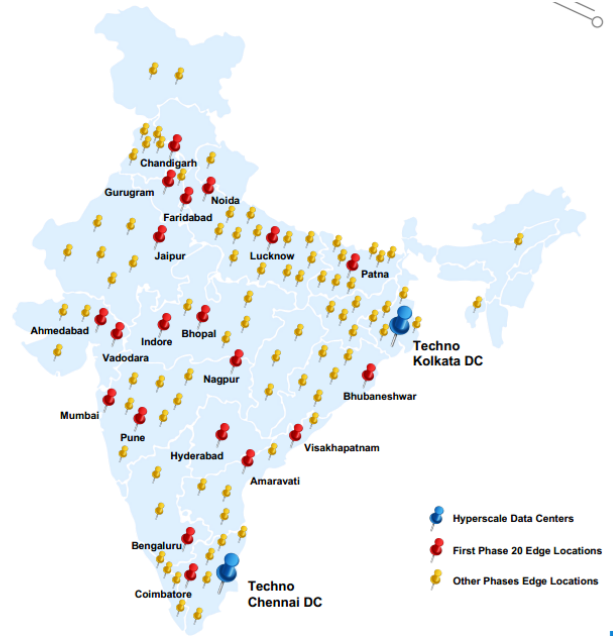 Chandigarh
Gurugram
Noida
Faridabad
Jaipur
Lucknow
Patna
Ahmedabad
Vadodara
Indore
Bhopal
Techno
Kolkata DC
Nagpur
Bhubaneshwar
Mumbai
Pune
Hyderabad
Visakhapatnam
Amaravati
Bengaluru
Coimbatore
Techno
Chennai DC
Hyperscale Data Centers
First Phase 20 Edge Locations
Other Phases Edge Locations